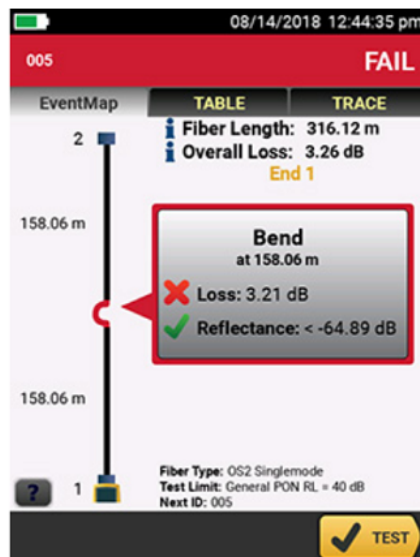 08/14/2018 12:44:35 pm
005 FAIL
EventMap TABLE TRACE
2
i Fiber Length: 316.12 m
i Overall Loss: 3.26 dB
End 1
158.06 m
Bend
at 158.06 m
Loss: 3.21 dB
Reflectance: < -64.89 dB
158.06 m
1
Fiber Type: OS2 Singlemode
Test Limit: General PON RL = 40 dB
Next ID: 005
?
TEST